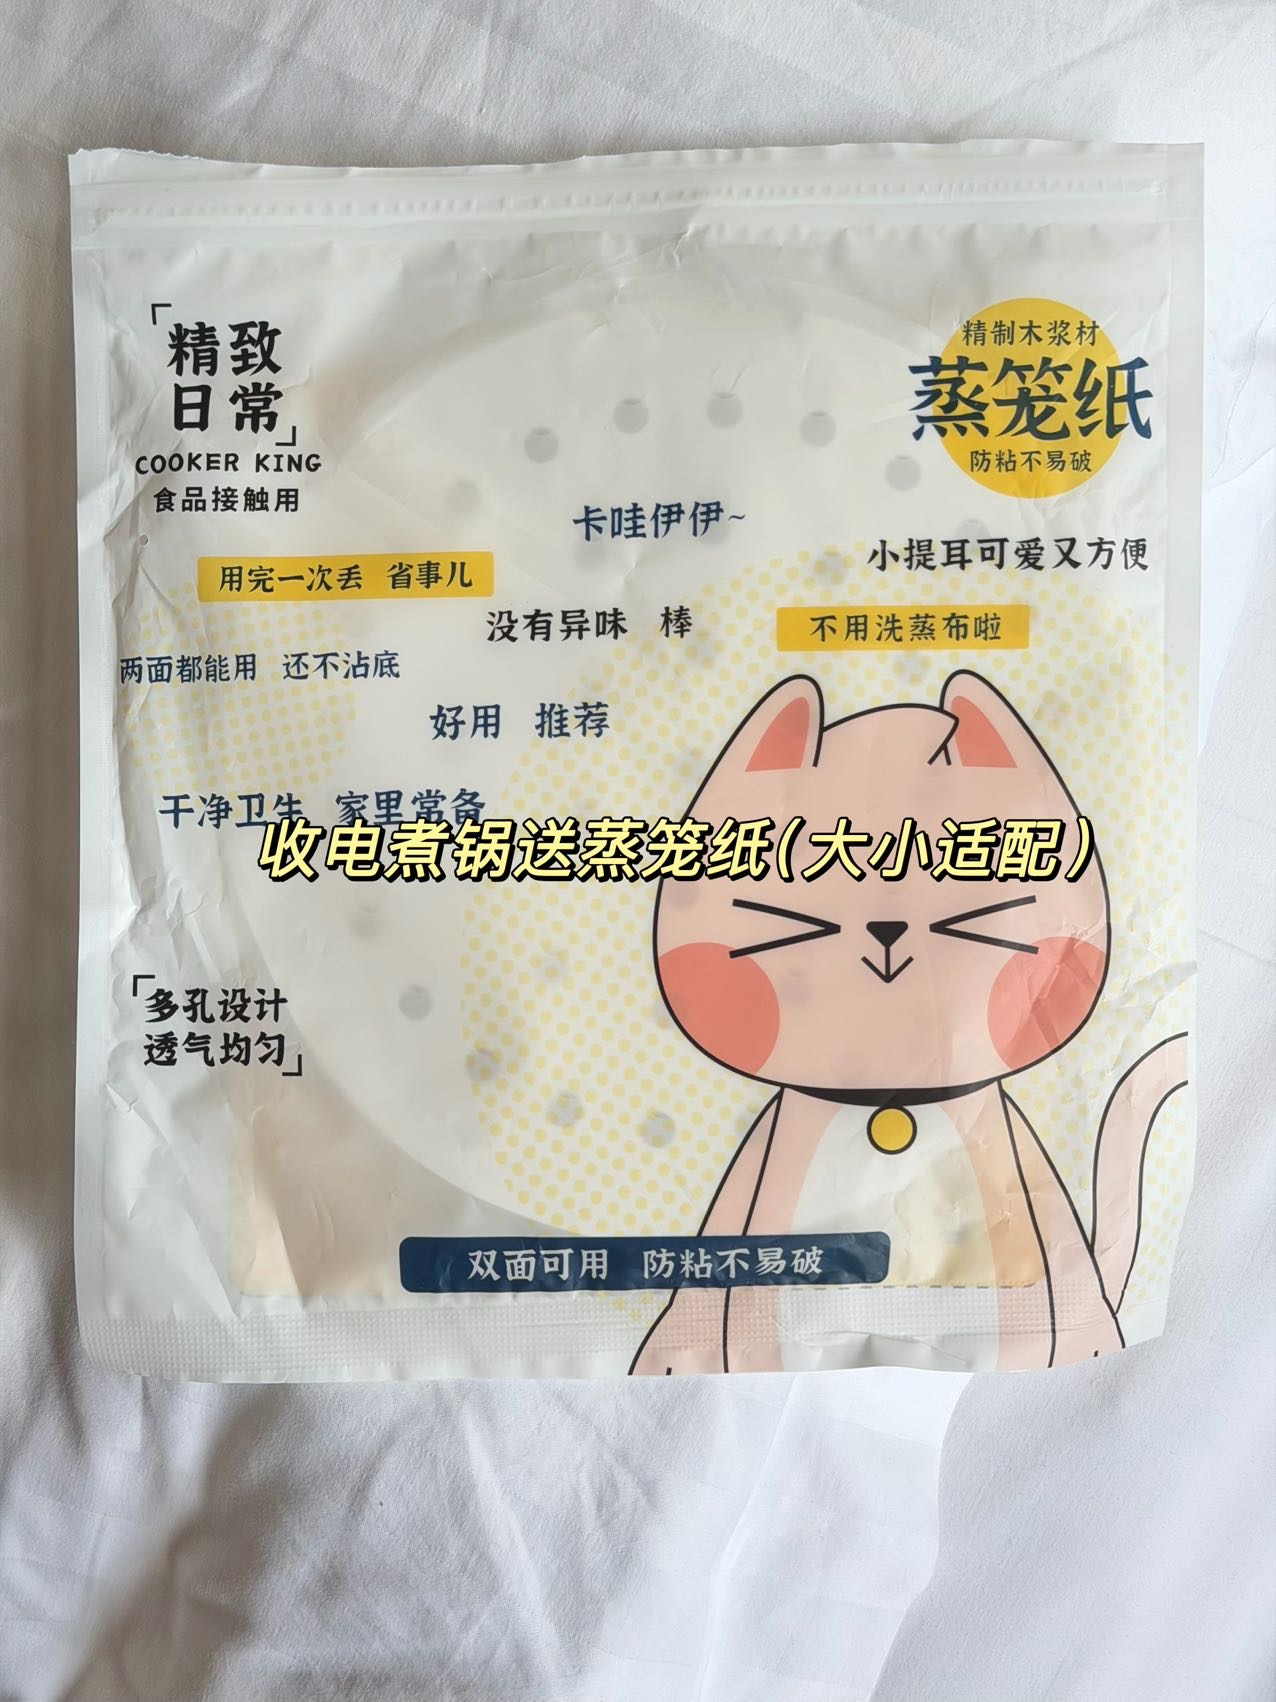 精致
日常
COOKER KING
食品接触用
精制木浆材
蒸笼纸
防粘不易破
卡哇伊伊~
小提耳可爱又方便
用完一次丢 省事儿
没有异味 棒
不用洗蒸布啦
两面都能用 还不沾底
好用 推荐
干净卫生 家里常备
收电煮锅送蒸笼纸(大小适配)
「多孔设计
透气均匀」
双面可用 防粘不易破